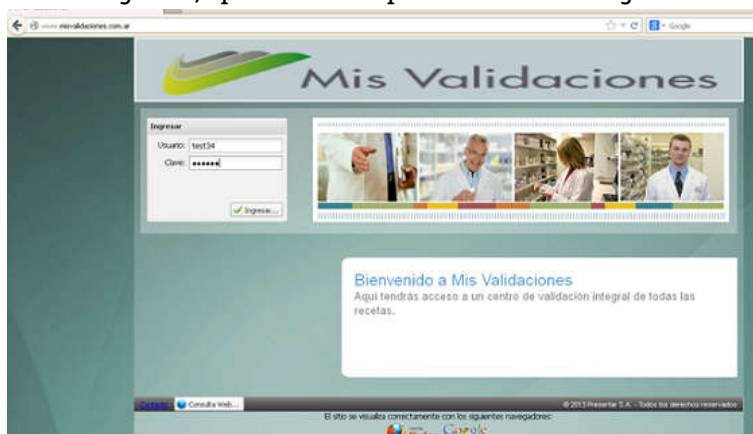 www.misvalidaciones.com.ar
Google
Mis Validaciones
Ingresar
Usuario: test34
Clave: ●●●●●●
Ingresar...
Bienvenido a Mis Validaciones
Aqui tendrás acceso a un centro de validación integral de todas las
recetas.
Contacto
Consulta Web...
© 2013 Preserfar S.A. - Todos los derechos reservados
El sitio se visualiza correctamente con los siguientes navegadores:
Google